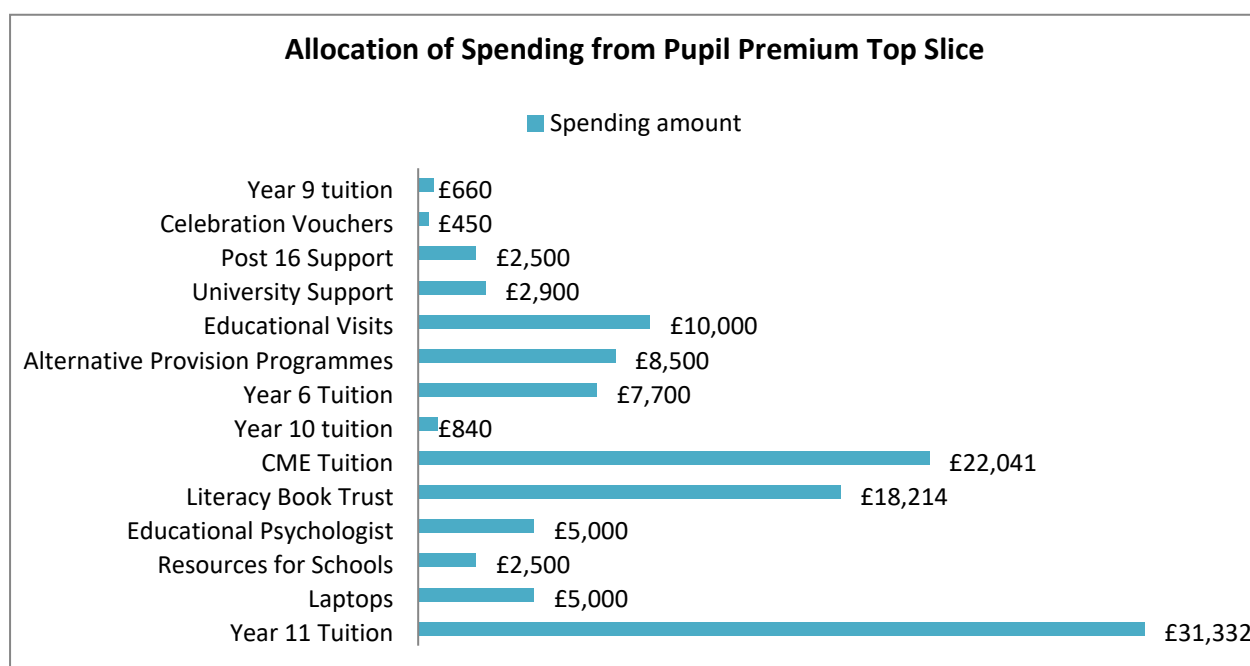 Allocation of Spending from Pupil Premium Top Slice
Spending amount
Year 9 tuition £660
Celebration Vouchers £450
Post 16 Support £2,500
University Support £2,900
Educational Visits £10,000
Alternative Provision Programmes £8,500
Year 6 Tuition £7,700
Year 10 tuition £840
CME Tuition £22,041
Literacy Book Trust £18,214
Educational Psychologist £5,000
Resources for Schools £2,500
Laptops £5,000
Year 11 Tuition £31,332